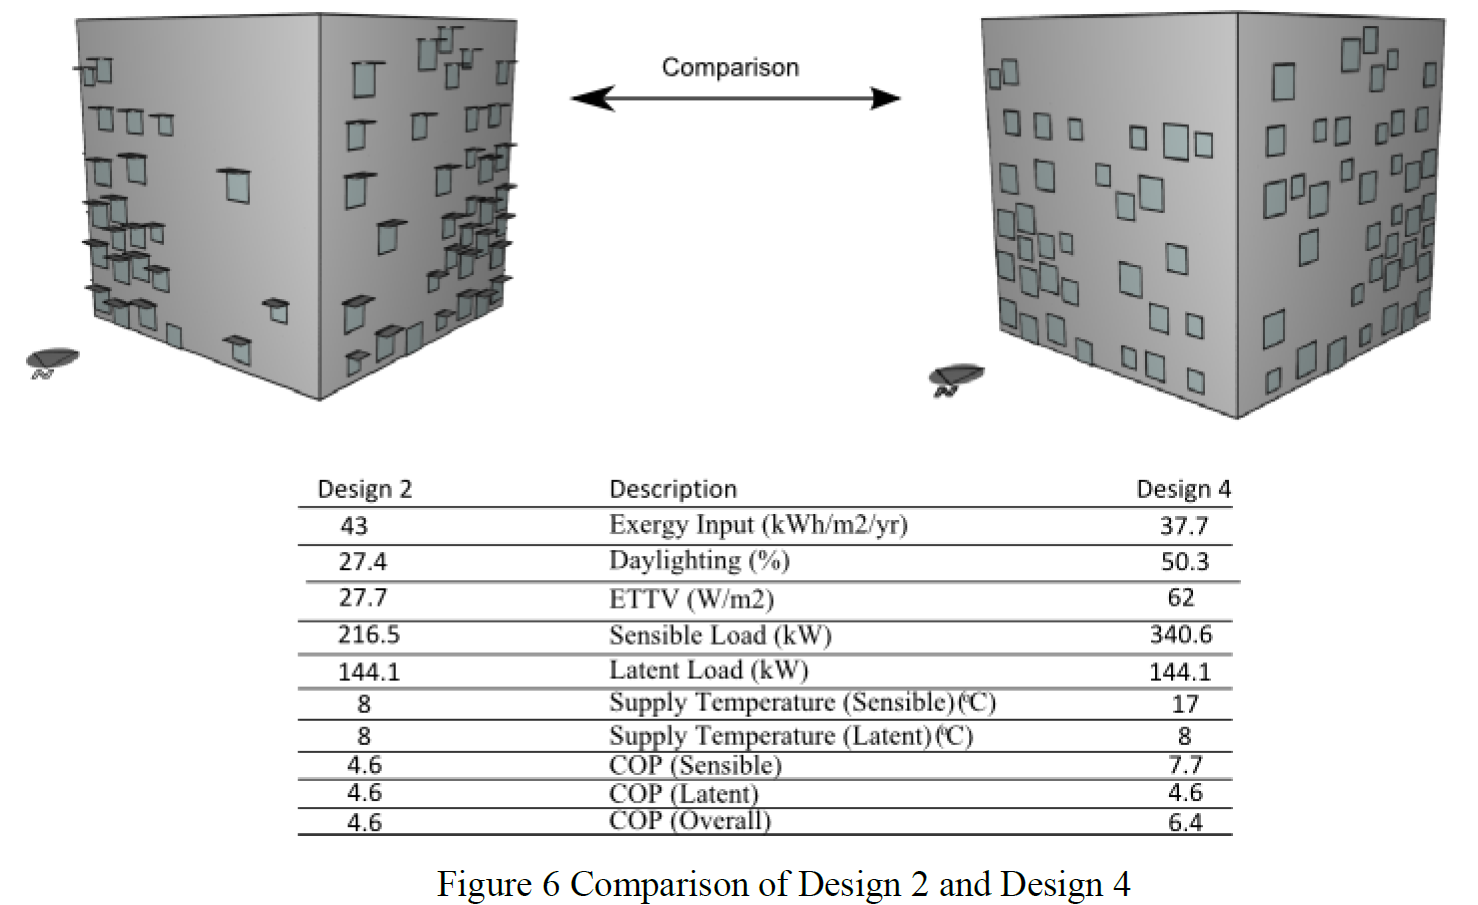 Comparison
N
N
Design 2 Description Design 4
43 Exergy Input (kWh/m2/yr) 37.7
27.4 Daylighting (%) 50.3
27.7 ETTV (W/m2) 62
216.5 Sensible Load (kW) 340.6
144.1 Latent Load (kW) 144.1
8 Supply Temperature (Sensible)(°C) 17
8 Supply Temperature (Latent)(°C) 8
4.6 COP (Sensible) 7.7
4.6 COP (Latent) 4.6
4.6 COP (Overall) 6.4
Figure 6 Comparison of Design 2 and Design 4